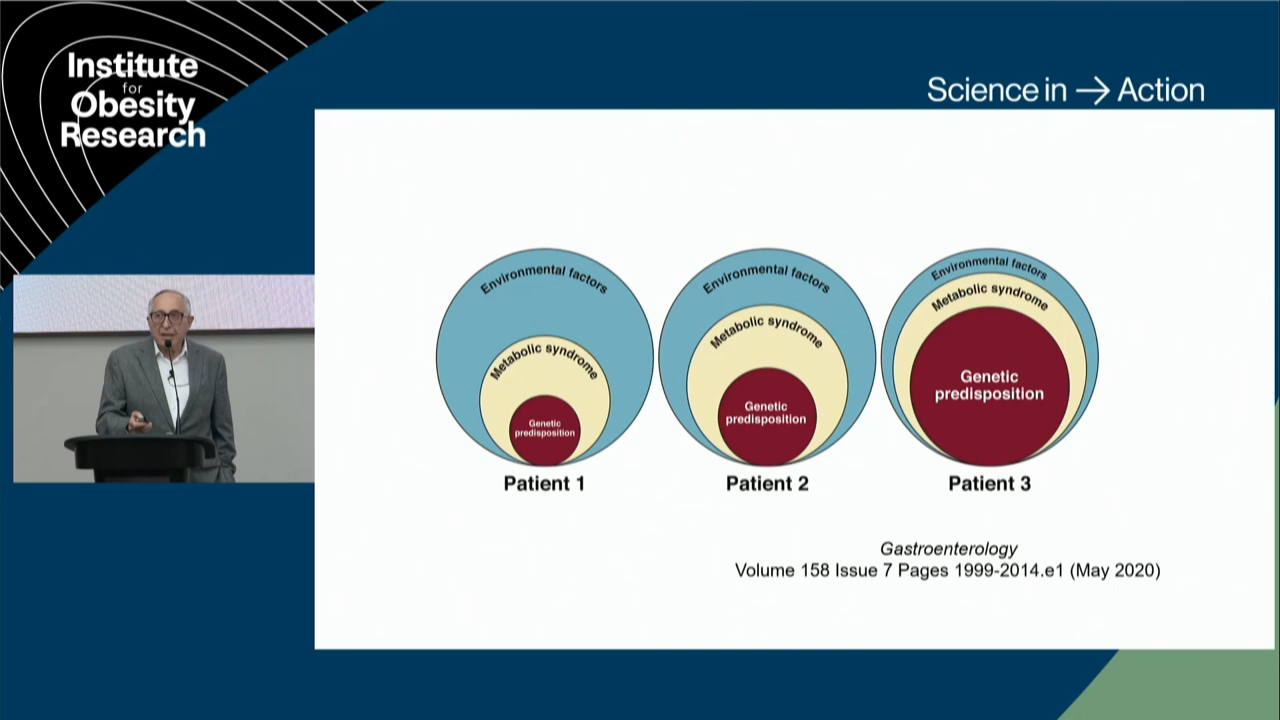 Institute
for
Obesity
Research
Science in → Action
Environmental factors
Metabolic syndrome
Genetic
predisposition
Patient 1
Environmental factors
Metabolic syndrome
Genetic
predisposition
Patient 2
Environmental factors
Metabolic syndrome
Genetic
predisposition
Patient 3
Gastroenterology
Volume 158 Issue 7 Pages 1999-2014.e1 (May 2020)